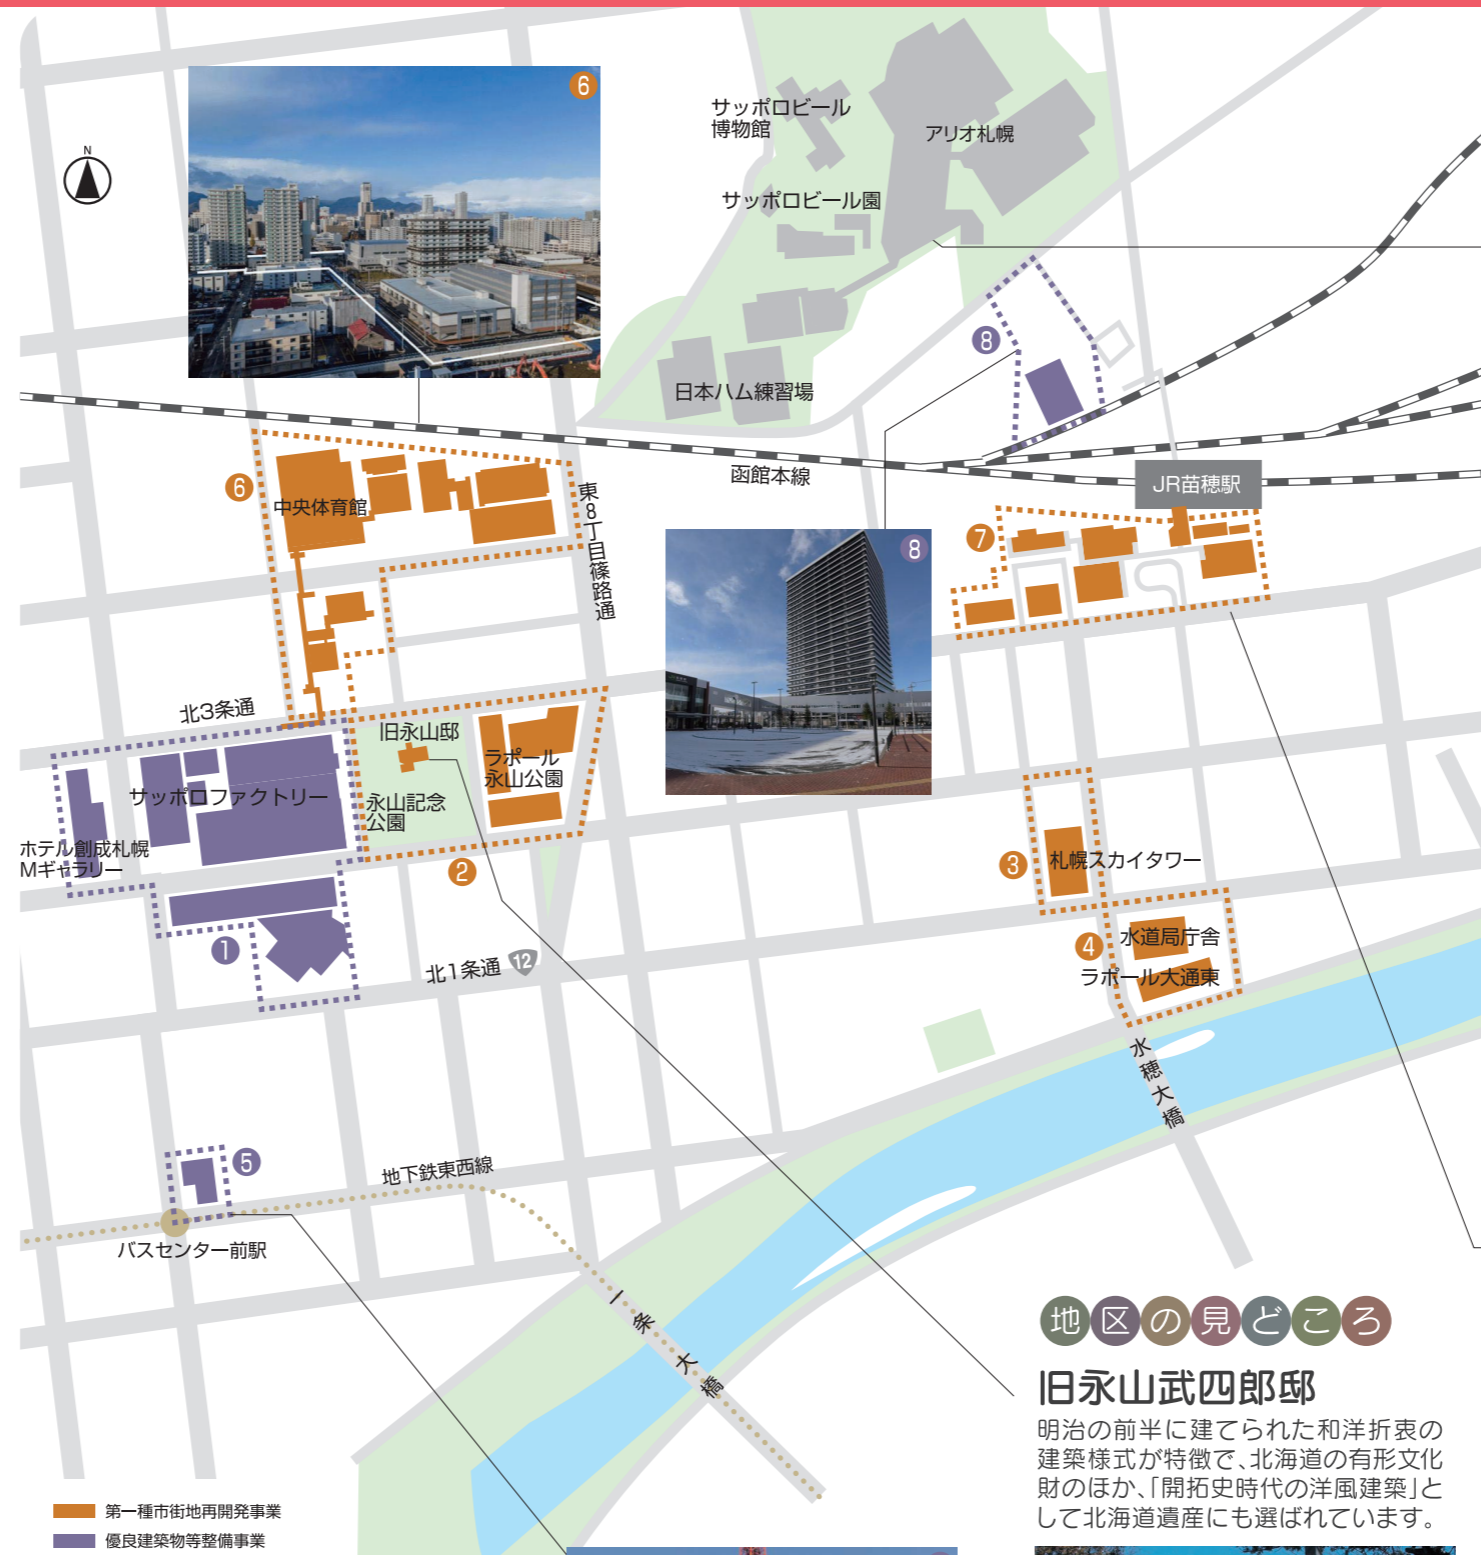 N
6
サッポロビール
博物館
アリオ札幌
サッポロビール園
8
日本ハム練習場
函館本線
JR苗穂駅
6
中央体育館
東8丁目篠路通
8
7
北3条通
旧永山邸
ラポール
永山公園
永山記念
公園
サッポロファクトリー
ホテル創成札幌
Mギャラリー
2
3
札幌スカイタワー
1
北1条通
12
4
水道局庁舎
ラポール大通東
水穂大橋
5
地下鉄東西線
バスセンター前駅
一条大橋
地区の見どころ
旧永山武四郎邸
明治の前半に建てられた和洋折衷の
建築様式が特徴で、北海道の有形文化
財のほか、「開拓史時代の洋風建築」と
して北海道遺産にも選ばれています。
第一種市街地再開発事業
優良建築物等整備事業